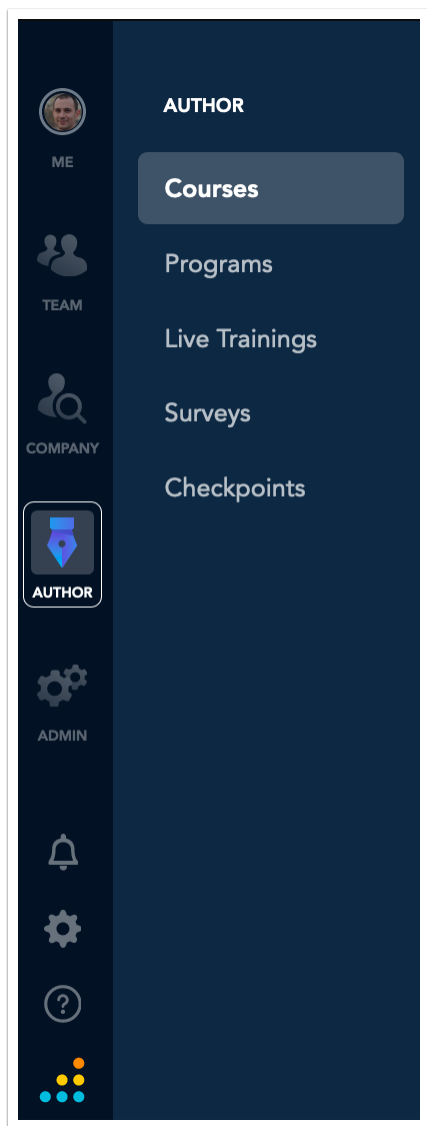 ME
TEAM
COMPANY
AUTHOR
ADMIN
?
AUTHOR
Courses
Programs
Live Trainings
Surveys
Checkpoints